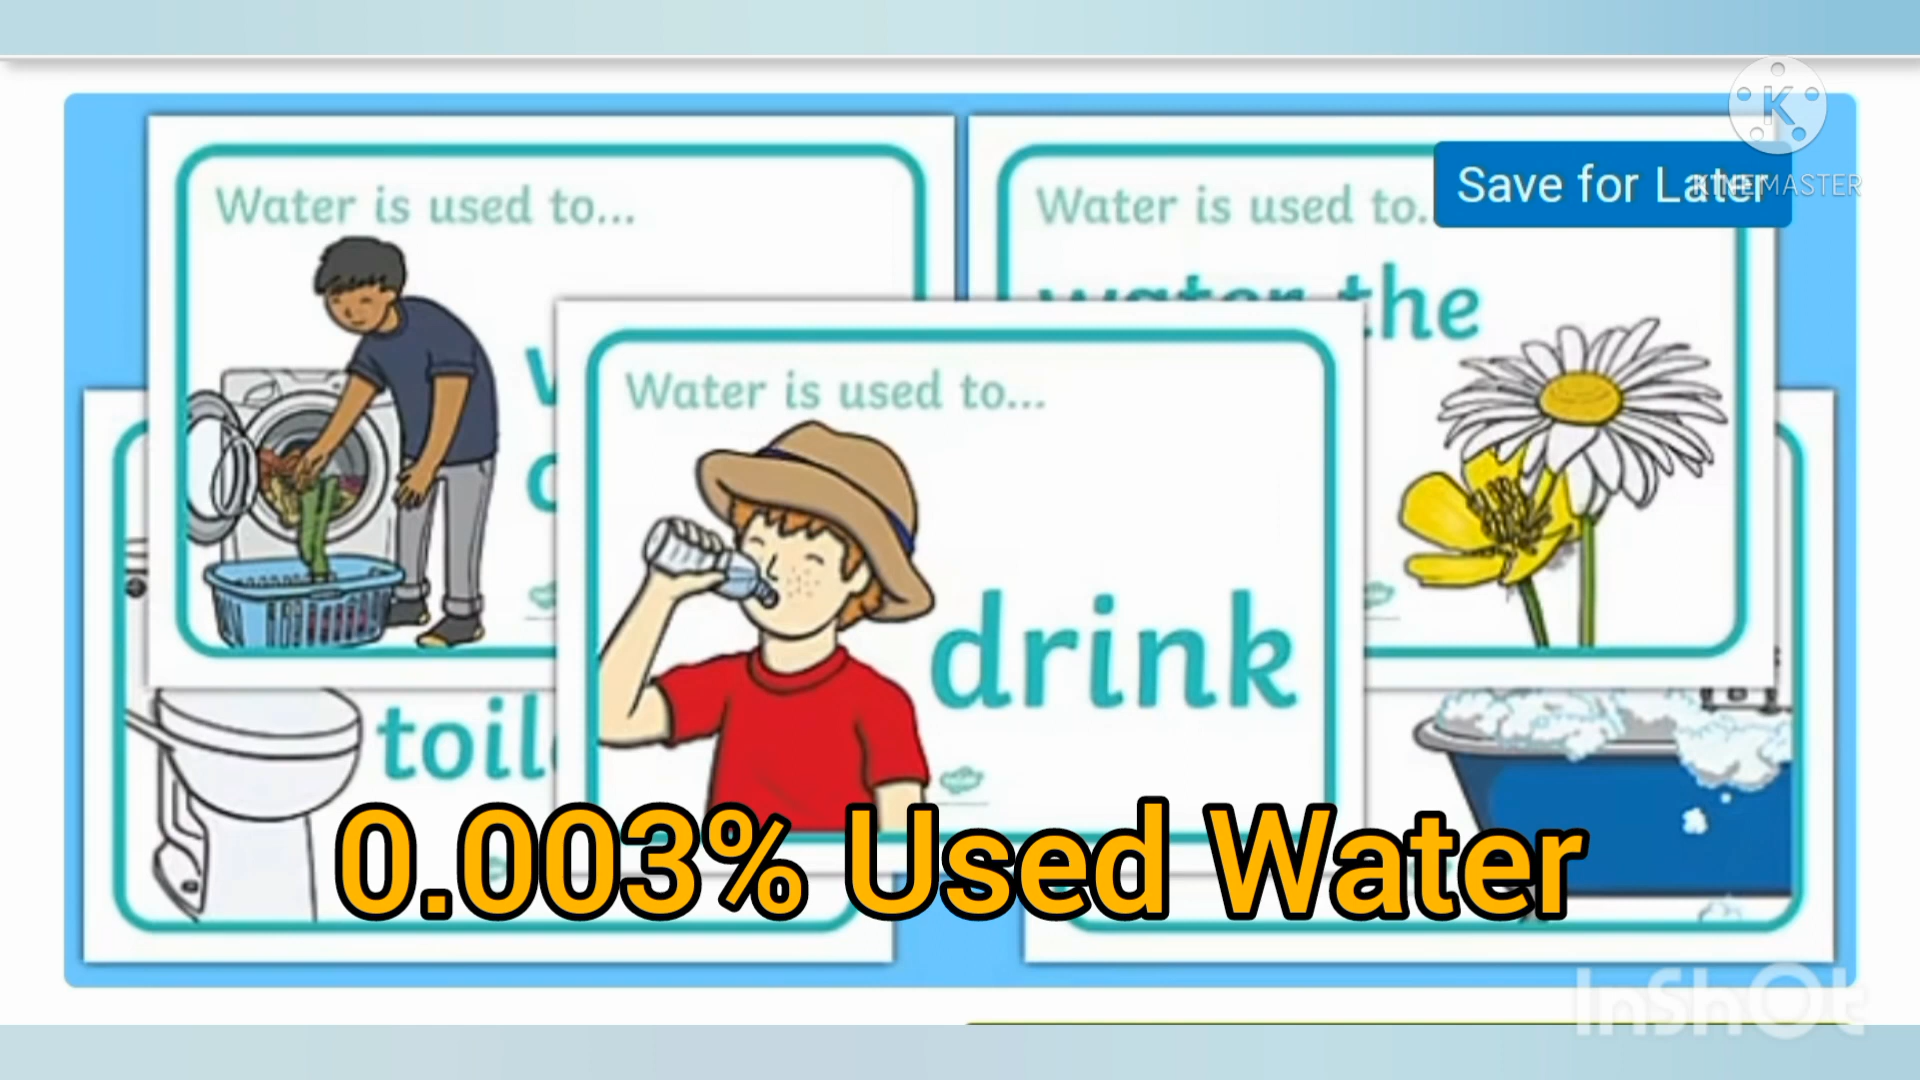 Water is used to...
Water is used to.
Save for Later
K
KINEMASTER
the
Water is used to...
drink
0.003% Used Water
InShOt